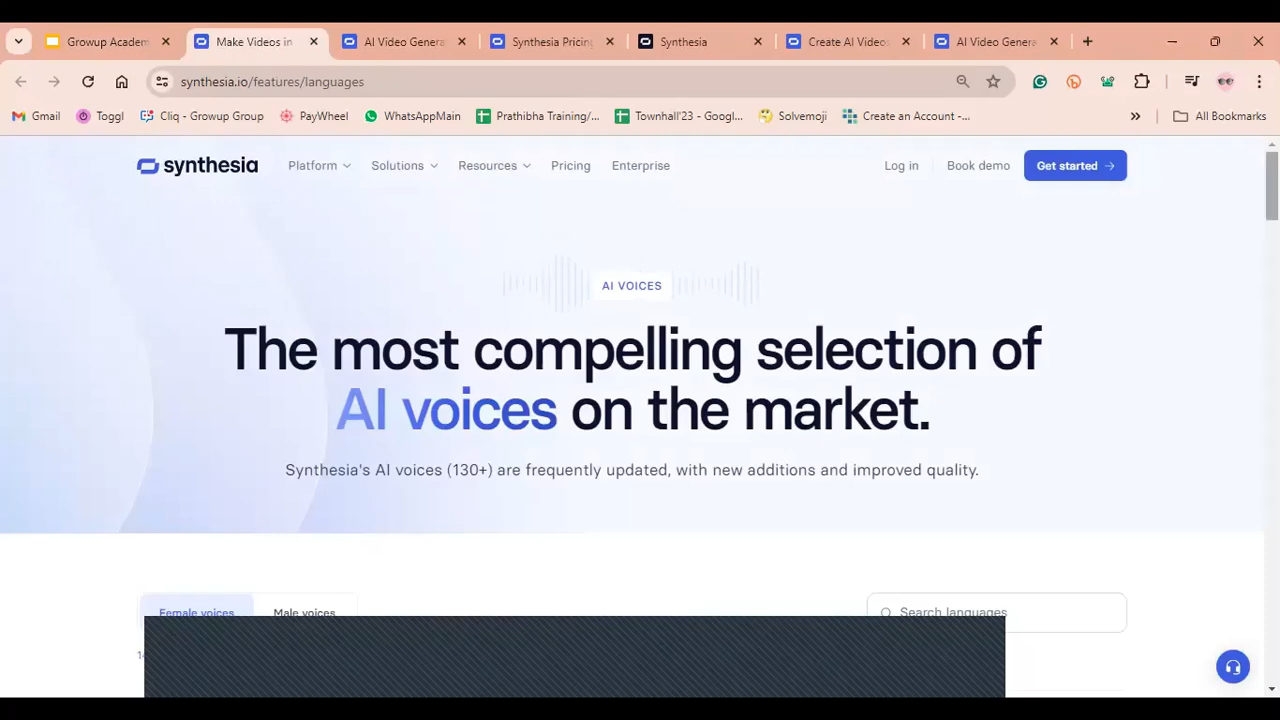 Growup Academ
Make Videos in
AI Video Genera
Synthesia Pricing
Synthesia
Create AI Videos
AI Video Genera
synthesia.io/features/languages
Gmail
Toggl
Cliq - Growup Group
PayWheel
WhatsAppMain
Prathibha Training/...
Townhall'23 - Googl...
Solvemoji
Create an Account -...
All Bookmarks
synthesia
Platform
Solutions
Resources
Pricing
Enterprise
Log in
Book demo
Get started
AI VOICES
The most compelling selection of
AI voices on the market.
Synthesia's AI voices (130+) are frequently updated, with new additions and improved quality.
Female voices
Male voices
Search languages